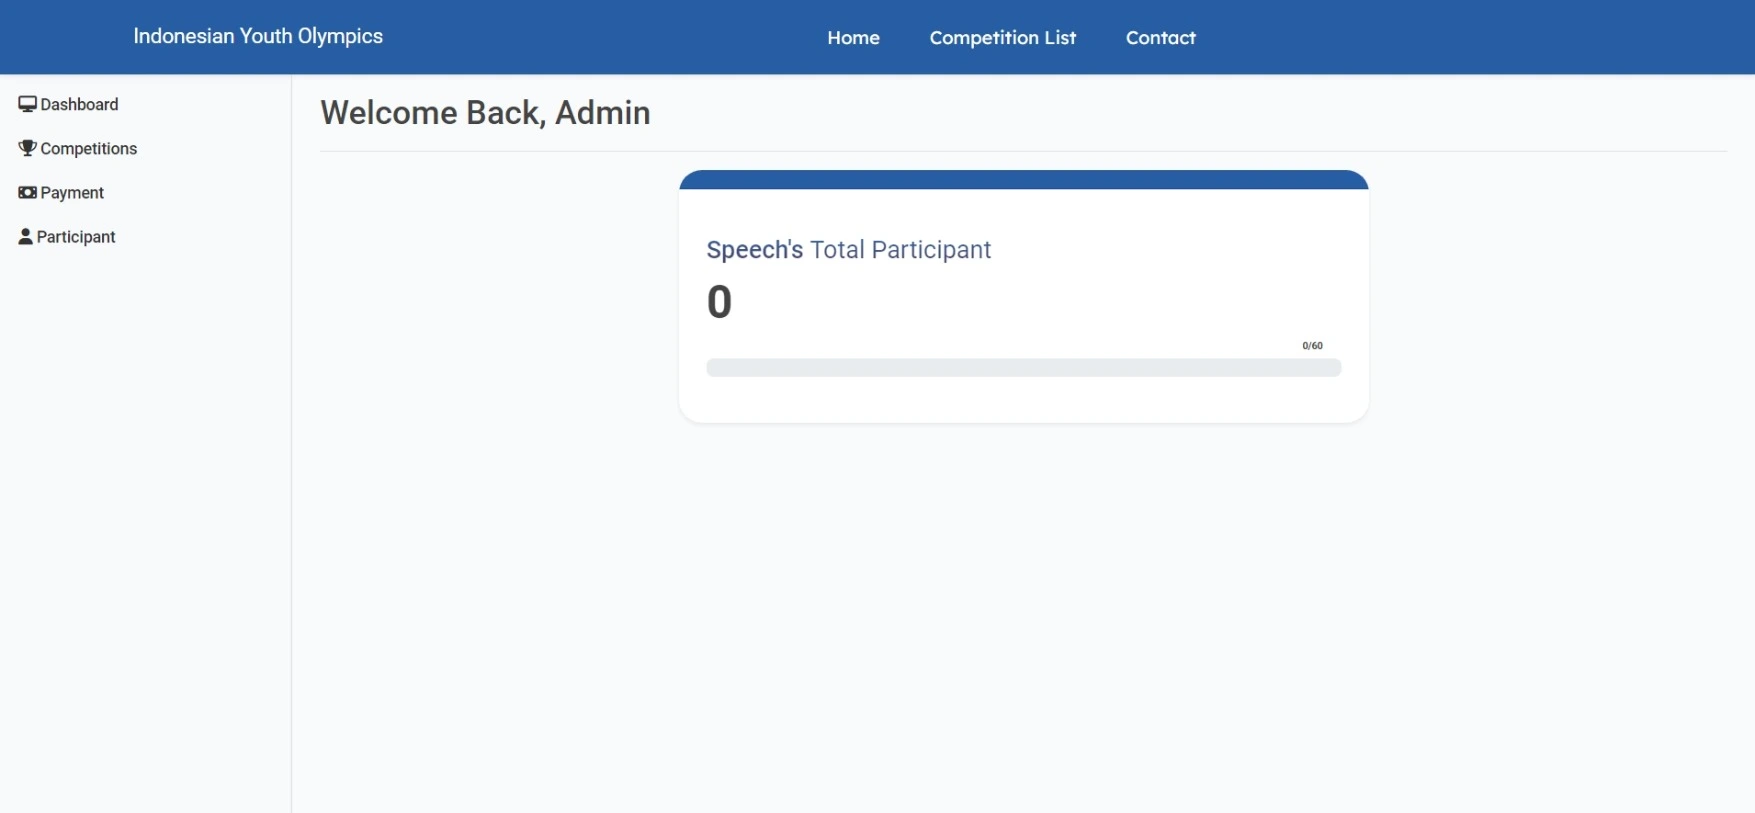 Indonesian Youth Olympics
Home
Competition List
Contact
Dashboard
Competitions
Payment
Participant
Welcome Back, Admin
Speech's Total Participant
0
0/60